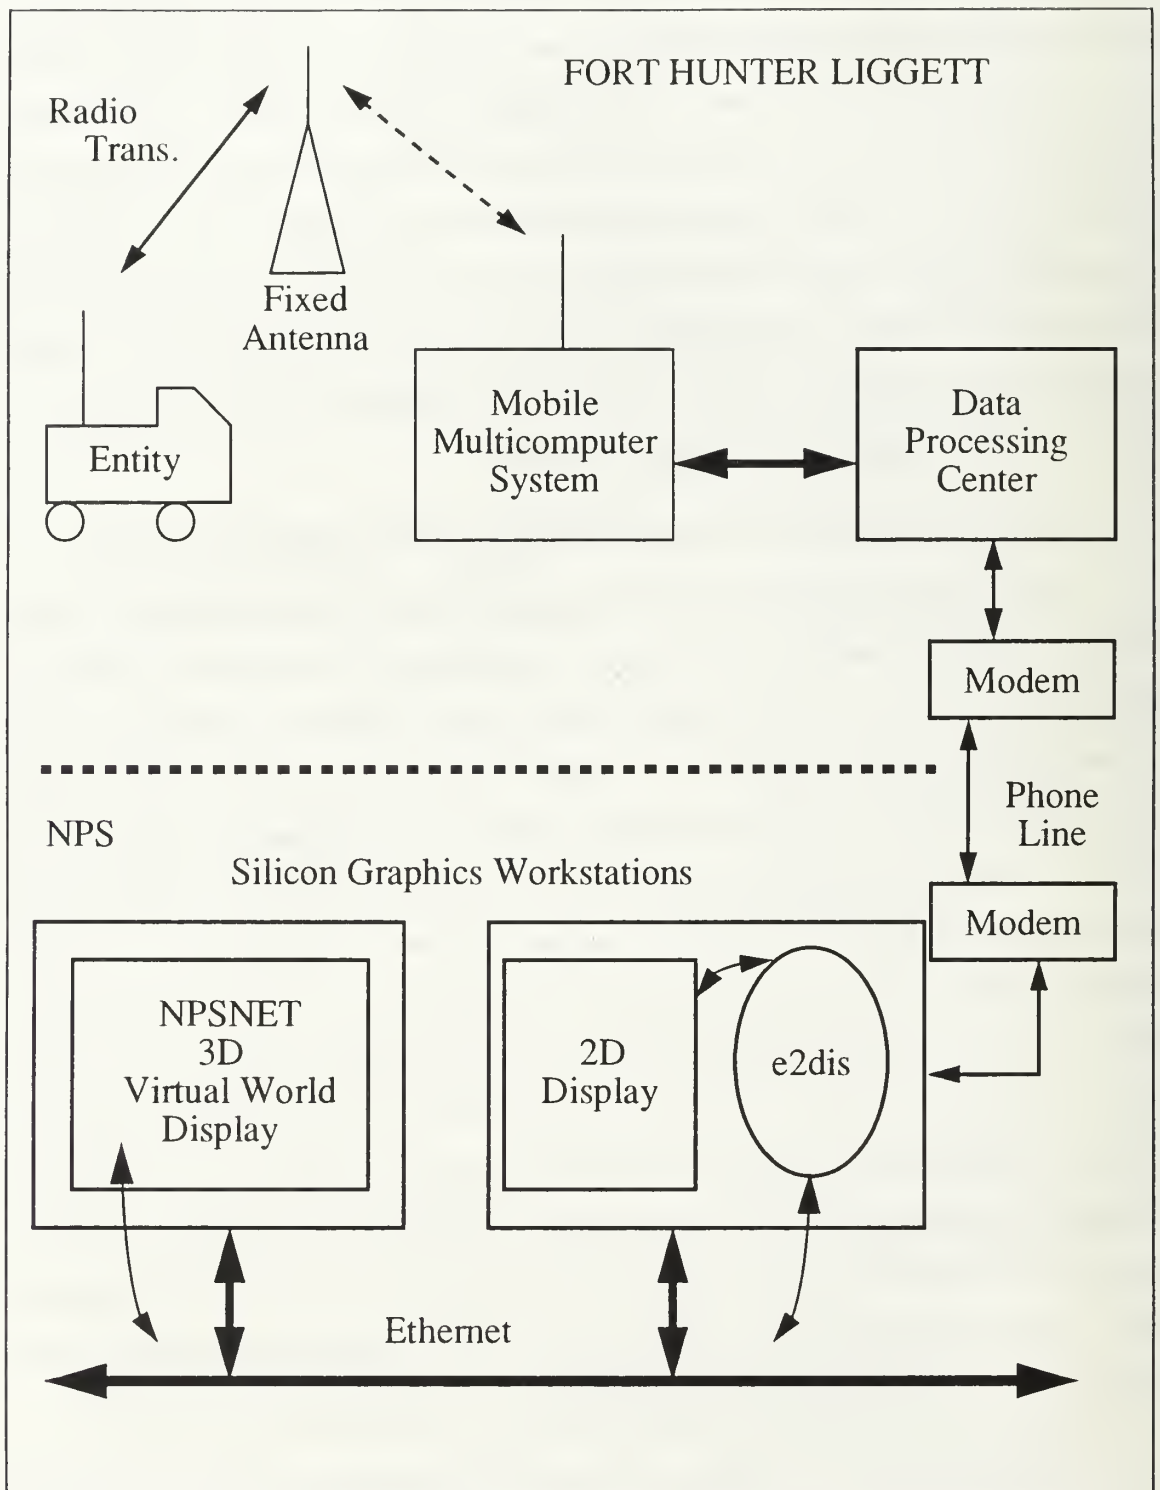 FORT HUNTER LIGGETT
Radio
Trans.
Fixed
Antenna
Entity
Mobile
Multicomputer
System
Data
Processing
Center
Modem
Phone
Line
NPS
Silicon Graphics Workstations
Modem
NPSNET
3D
Virtual World
Display
2D
Display
e2dis
Ethernet